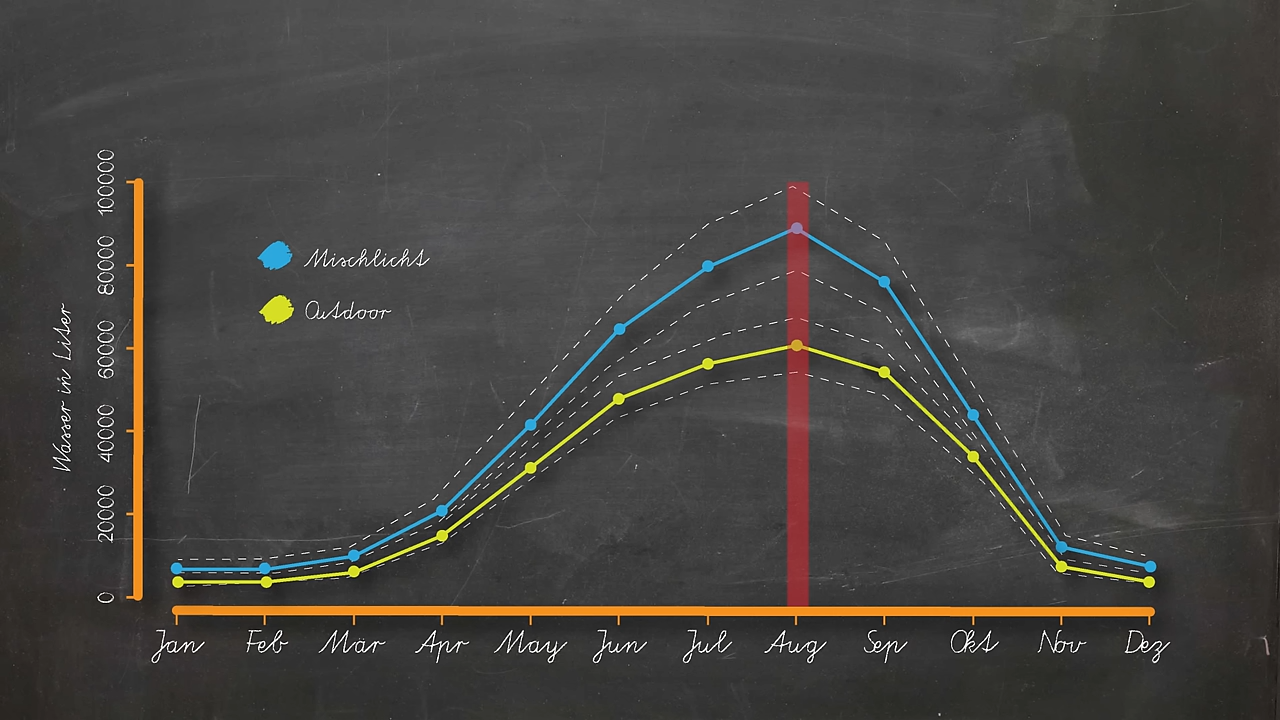 100000
80000
60000
40000
20000
0
Wasser in Liter
Mischlicht
Outdoor
Jan Feb Mär Apr May Jun Jul Aug Sep Okt Nov Dez